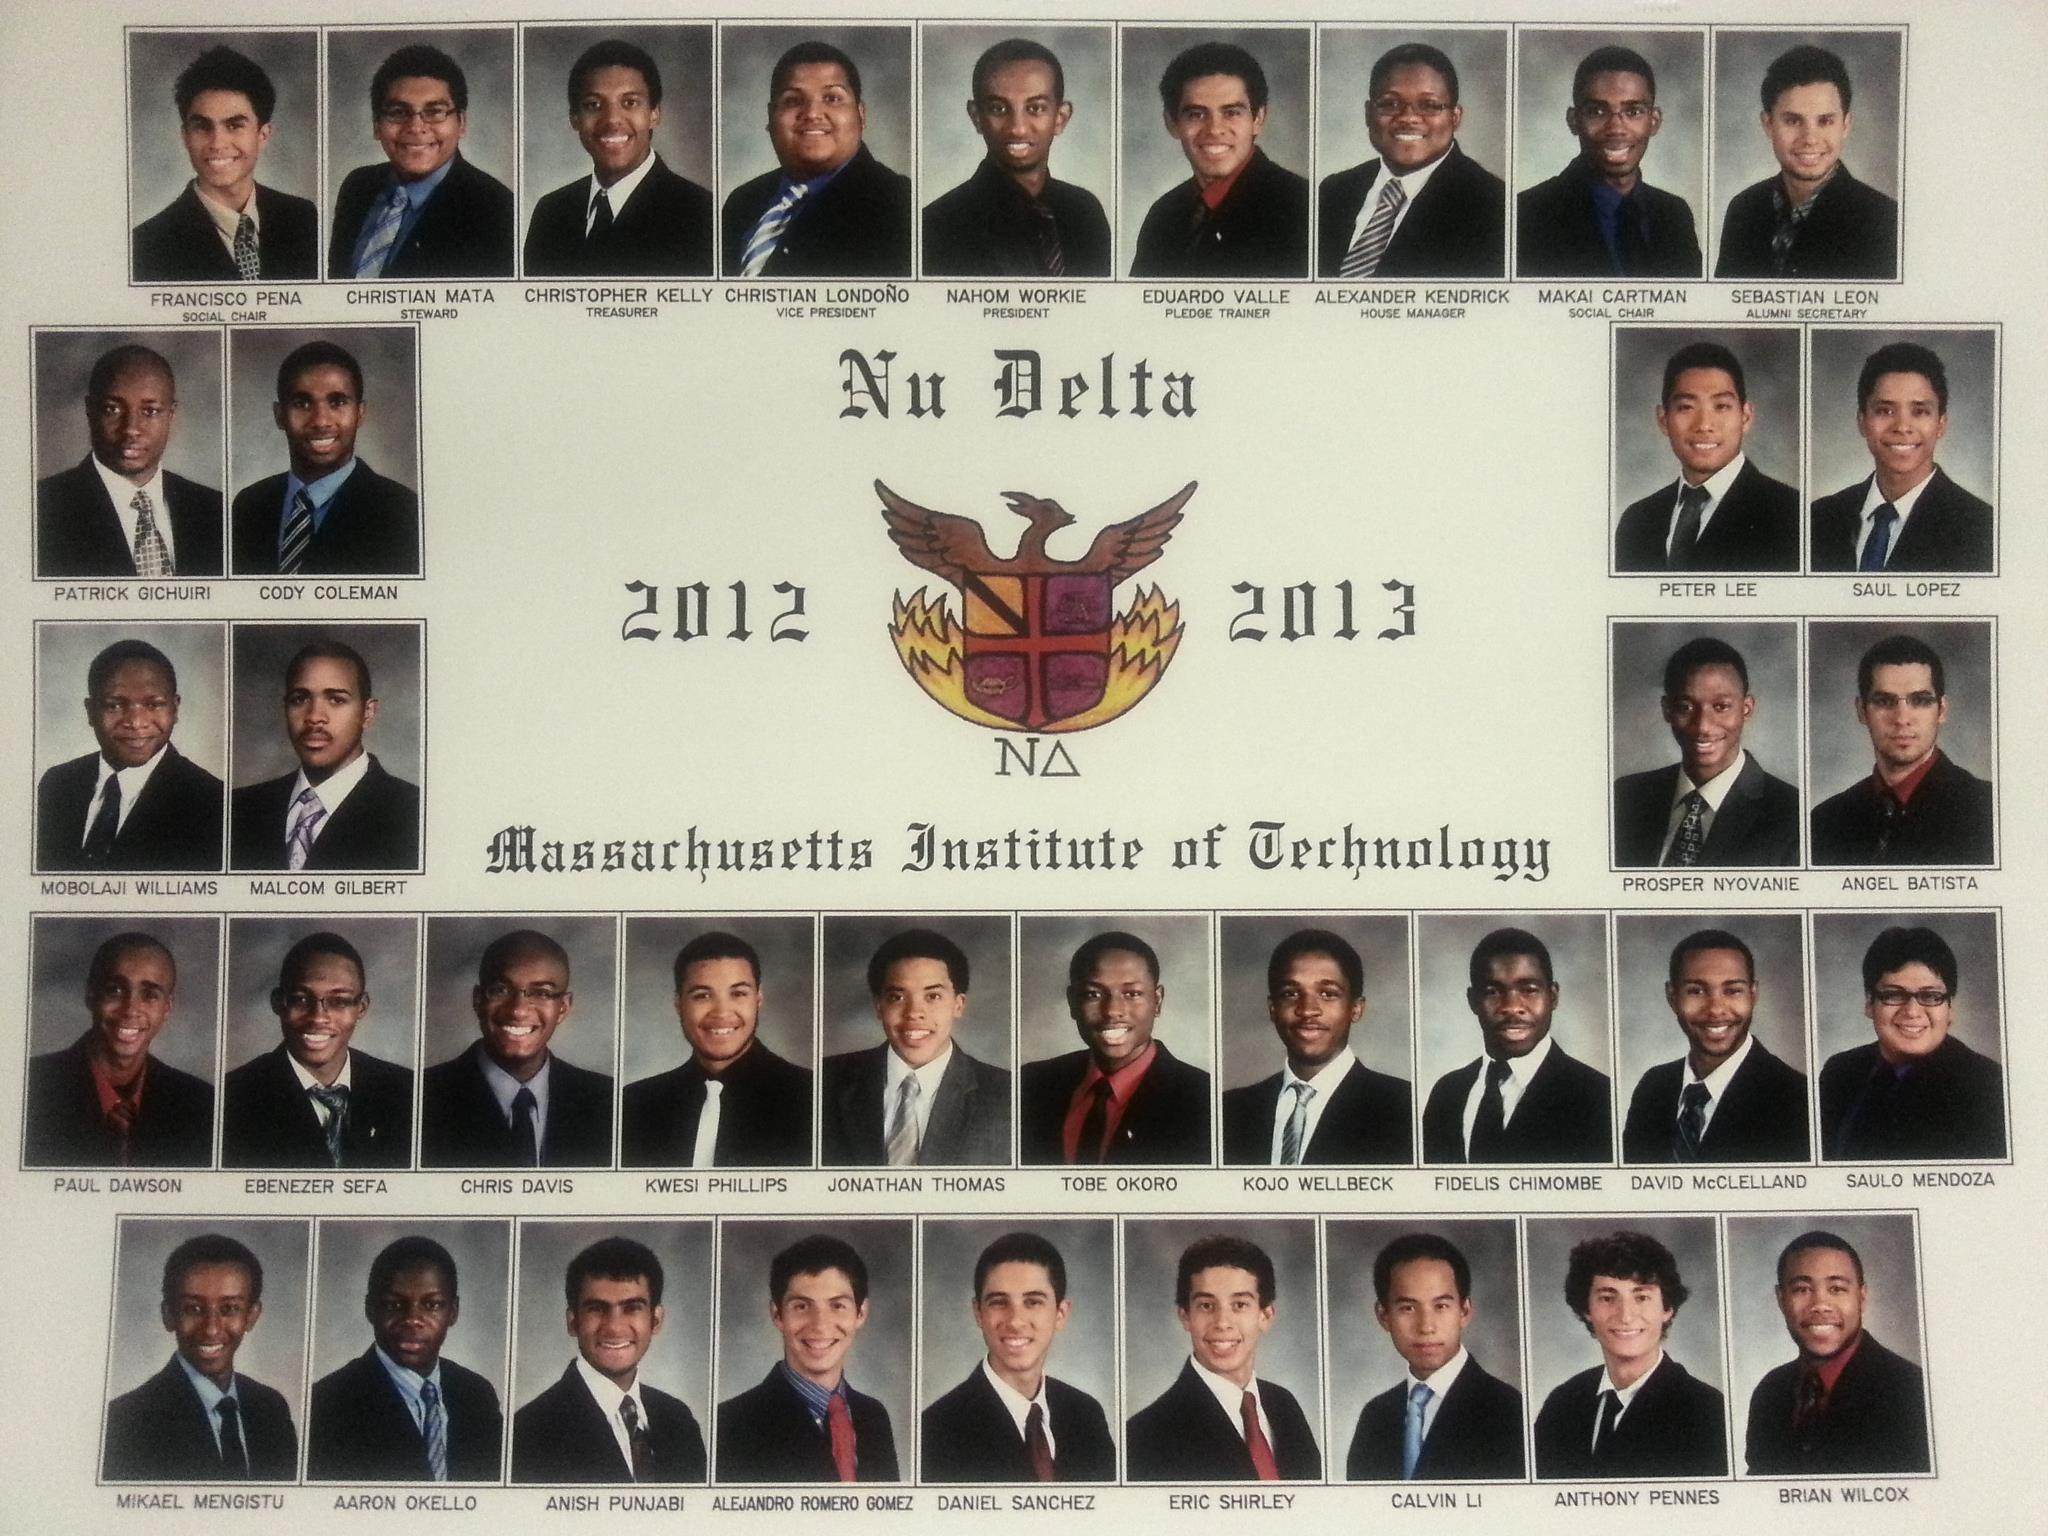 FRANCISCO PENA
SOCIAL CHAIR
CHRISTIAN MATA
STEWARD
CHRISTOPHER KELLY
TREASURER
CHRISTIAN LONDOÑO
VICE PRESIDENT
NAHOM WORKIE
PRESIDENT
EDUARDO VALLE
PLEDGE TRAINER
ALEXANDER KENDRICK
HOUSE MANAGER
MAKAI CARTMAN
SOCIAL CHAIR
SEBASTIAN LEON
ALUMNI SECRETARY
Nu Delta
PATRICK GICHUIRI
CODY COLEMAN
PETER LEE
SAUL LOPEZ
2012
2013
ΝΔ
Massachusetts Institute of Technology
MOBOLAJI WILLIAMS
MALCOM GILBERT
PROSPER NYOVANIE
ANGEL BATISTA
PAUL DAWSON
EBENEZER SEFA
CHRIS DAVIS
KWESI PHILLIPS
JONATHAN THOMAS
TOBE OKORO
KOJO WELLBECK
FIDELIS CHIMOMBE
DAVID McCLELLAND
SAULO MENDOZA
MIKAEL MENGISTU
AARON OKELLO
ANISH PUNJABI
ALEJANDRO ROMERO GOMEZ
DANIEL SANCHEZ
ERIC SHIRLEY
CALVIN LI
ANTHONY PENNES
BRIAN WILCOX